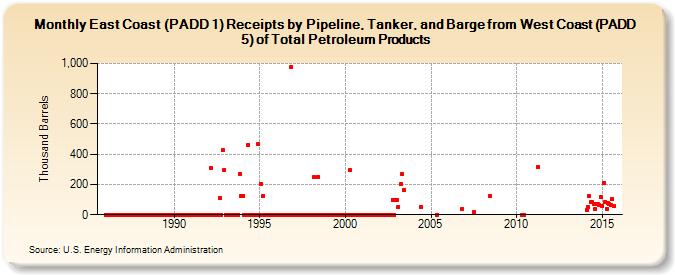 Monthly East Coast (PADD 1) Receipts by Pipeline, Tanker, and Barge from West Coast (PADD
5) of Total Petroleum Products
Thousand Barrels
1,000
800
600
400
200
0
1990 1995 2000 2005 2010 2015
Source: U.S. Energy Information Administration